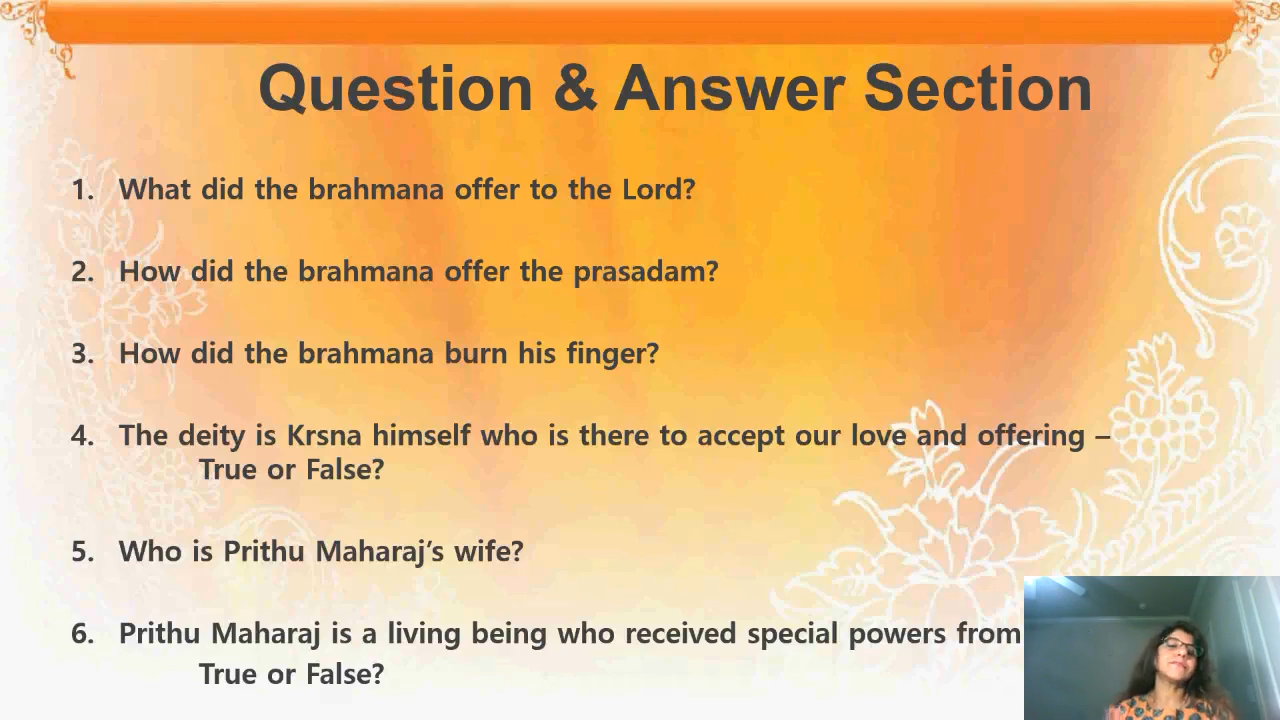 Question & Answer Section
1. What did the brahmana offer to the Lord?
2. How did the brahmana offer the prasadam?
3. How did the brahmana burn his finger?
4. The deity is Krsna himself who is there to accept our love and offering –
True or False?
5. Who is Prithu Maharaj’s wife?
6. Prithu Maharaj is a living being who received special powers from
True or False?